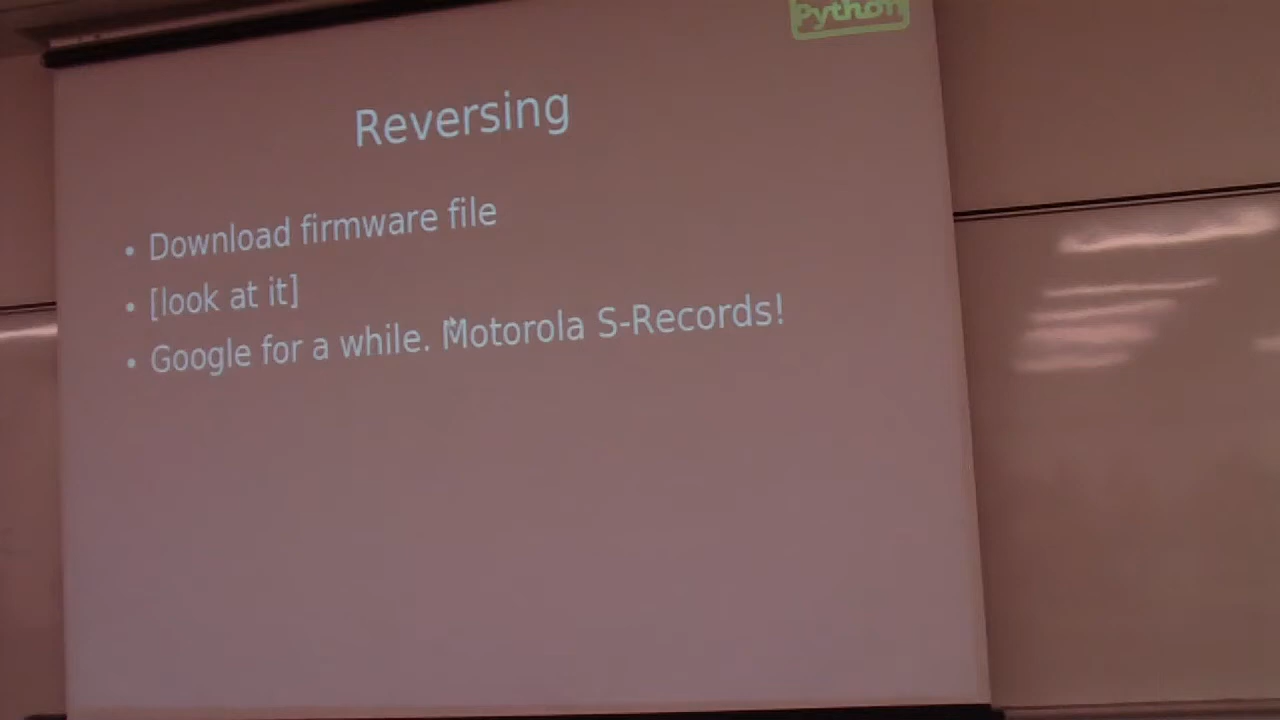 Python
Reversing
• Download firmware file
• [look at it]
• Google for a while. Motorola S-Records!